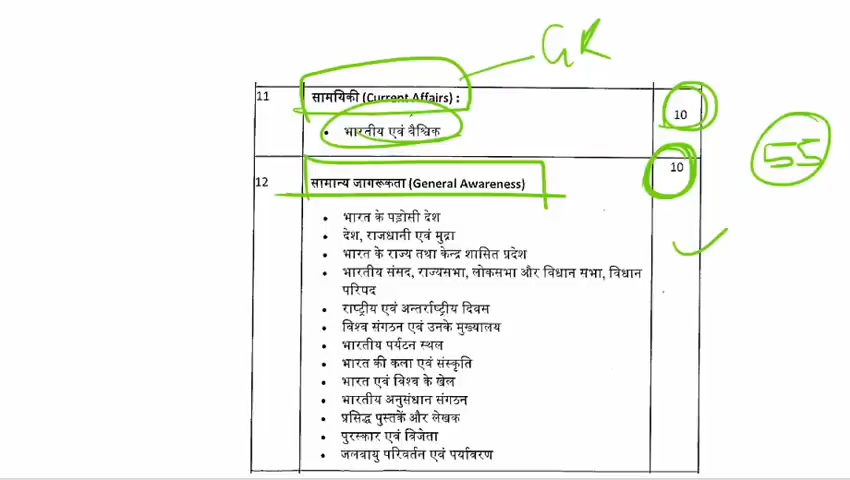 GK
11 सामयिकी (Current Affairs) : 10
• भारतीय एवं वैश्विक
55
12 सामान्य जागरूकता (General Awareness) 10
• भारत के पड़ोसी देश
• देश, राजधानी एवं मुद्रा
• भारत के राज्य तथा केन्द्र शासित प्रदेश
• भारतीय संसद, राज्यसभा, लोकसभा और विधान सभा, विधान
परिपद
• राष्ट्रीय एवं अन्तर्राष्ट्रीय दिवस
• विश्व संगठन एवं उनके मुख्यालय
• भारतीय पर्यटन स्थल
• भारत की कला एवं संस्कृति
• भारत एवं विश्व के खेल
• भारतीय अनुसंधान संगठन
• प्रसिद्ध पुस्तकें और लेखक
• पुरस्कार एवं विजेता
• जलवायु परिवर्तन एवं पर्यावरण